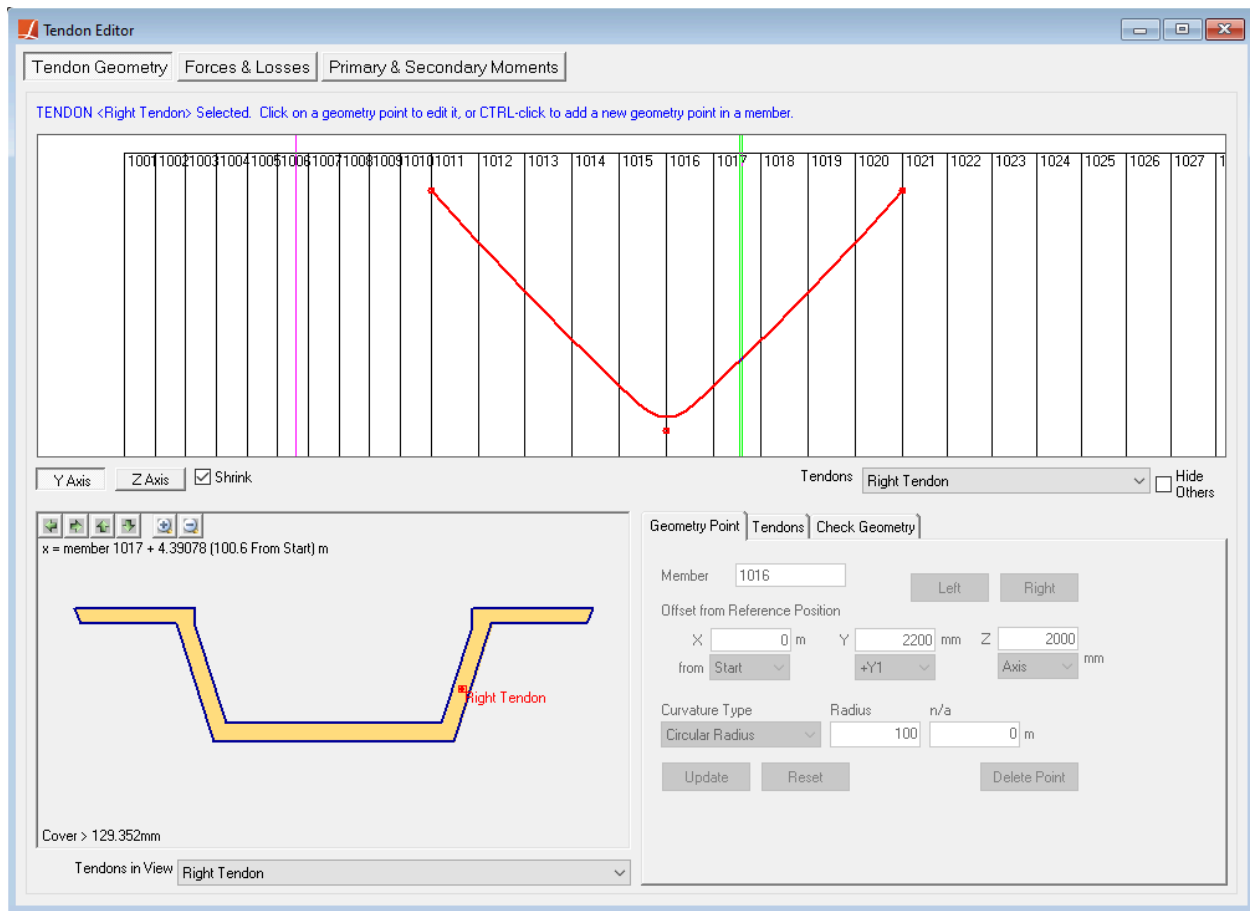 Tendon Editor
Tendon Geometry Forces & Losses Primary & Secondary Moments
TENDON <Right Tendon> Selected. Click on a geometry point to edit it, or CTRL-click to add a new geometry point in a member.
1001 1002 1003 1004 1005 1006 1007 1008 1009 1010 1011 1012 1013 1014 1015 1016 1017 1018 1019 1020 1021 1022 1023 1024 1025 1026 1027 1
Y Axis Z Axis Shrink Tendons Right Tendon Hide Others
x = member 1017 + 4.39078 (100.6 From Start) m
Right Tendon
Cover > 129.352mm
Tendons in View Right Tendon
Geometry Point Tendons Check Geometry
Member 1016 Left Right
Offset from Reference Position
X 0 m Y 2200 mm Z 2000 mm
from Start +Y1 Axis
Curvature Type Radius n/a
Circular Radius 100 0 m
Update Reset Delete Point